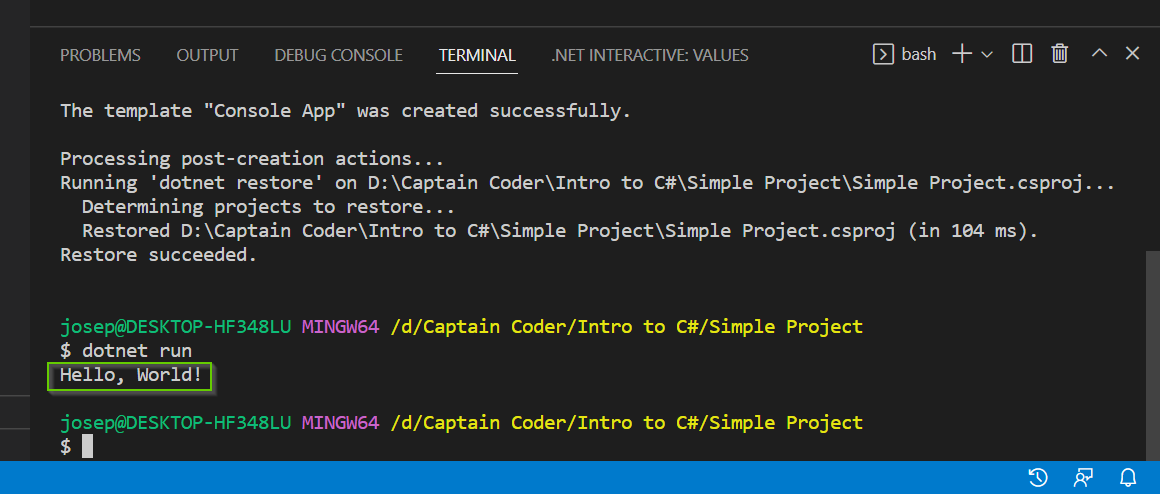 PROBLEMS OUTPUT DEBUG CONSOLE TERMINAL .NET INTERACTIVE: VALUES bash
The template "Console App" was created successfully.
Processing post-creation actions...
Running 'dotnet restore' on D:\Captain Coder\Intro to C#\Simple Project\Simple Project.csproj...
  Determining projects to restore...
  Restored D:\Captain Coder\Intro to C#\Simple Project\Simple Project.csproj (in 104 ms).
Restore succeeded.
josep@DESKTOP-HF348LU MINGW64 /d/Captain Coder/Intro to C#/Simple Project
$ dotnet run
Hello, World!
josep@DESKTOP-HF348LU MINGW64 /d/Captain Coder/Intro to C#/Simple Project
$